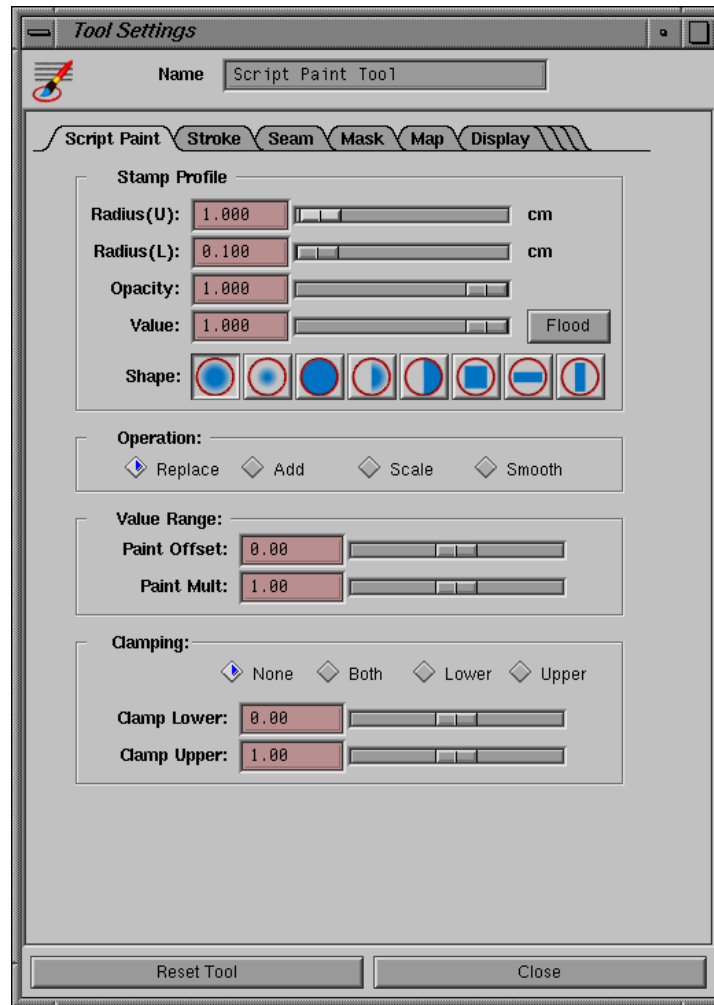 Tool Settings
Name Script Paint Tool
Script Paint Stroke Seam Mask Map Display
Stamp Profile
Radius(U): 1.000 cm
Radius(L): 0.100 cm
Opacity: 1.000
Value: 1.000 Flood
Shape:
Operation:
Replace Add Scale Smooth
Value Range:
Paint Offset: 0.00
Paint Mult: 1.00
Clamping:
None Both Lower Upper
Clamp Lower: 0.00
Clamp Upper: 1.00
Reset Tool Close